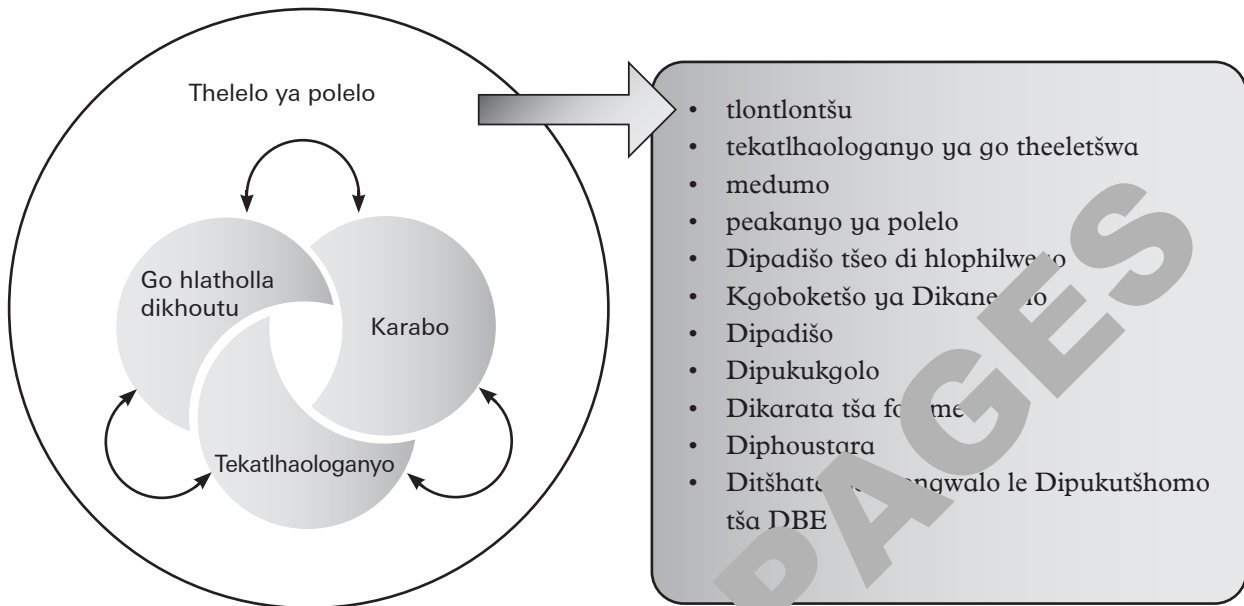 Thelelo ya polelo
Go hlatholla
dikhoutu
Karabo
Tekatlhaologanyo
• tlontlontšu
• tekatlhaologanyo ya go theeletšwa
• medumo
• peakanyo ya polelo
• Dipadišo tšeo di
• Kgoboketšo ya
• Dipadišo
• Dipukukgolo
• Dikarata tša
• Diphoustara
• le Dipukutšhomo
tša DBE
PAGES